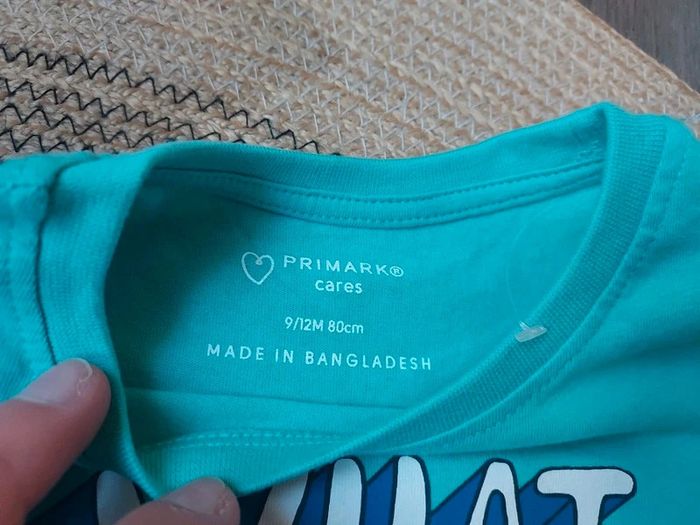 PRIMARK®
cares
9/12M 80cm
MADE IN BANGLADESH